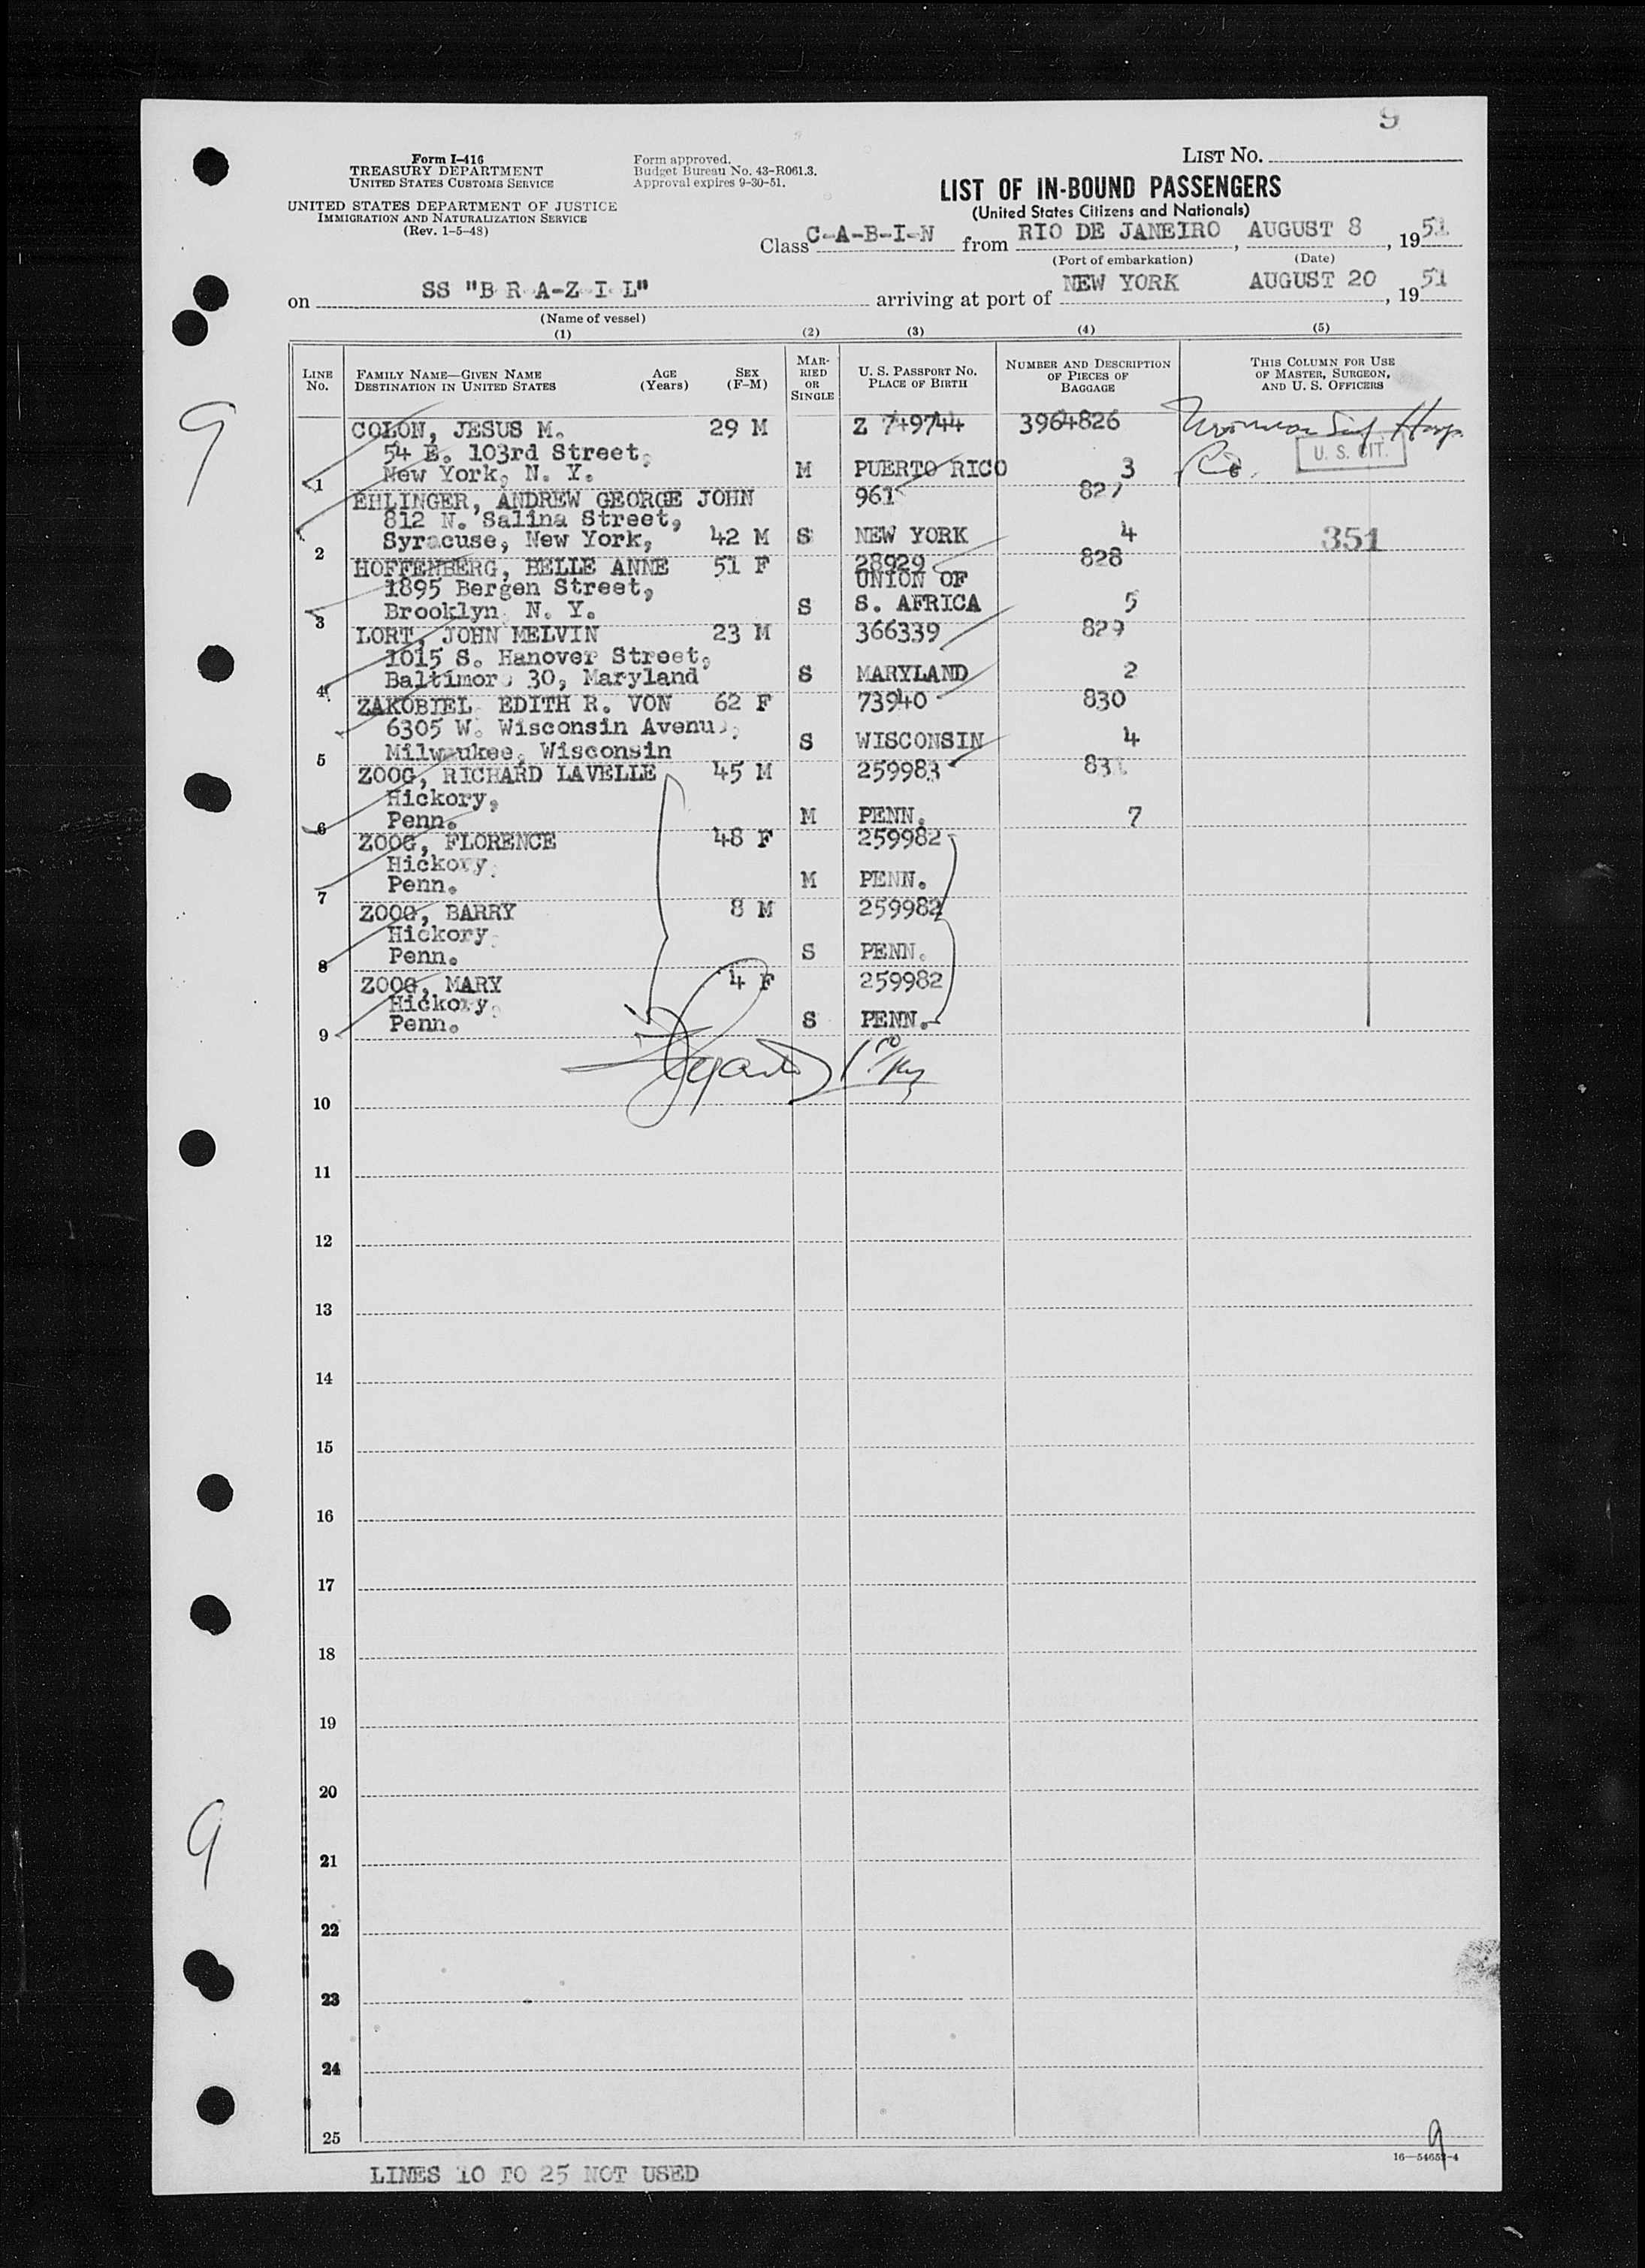 9
Form I-416
TREASURY DEPARTMENT
UNITED STATES CUSTOMS SERVICE
UNITED STATES DEPARTMENT OF JUSTICE
IMMIGRATION AND NATURALIZATION SERVICE
(Rev. 1-5-48)
Form approved.
Budget Bureau No. 43-R061.3.
Approval expires 9-30-51.
LIST NO.
LIST OF IN-BOUND PASSENGERS
(United States Citizens and Nationals)
Class C-A-B-I-N from RIO DE JANEIRO, AUGUST 8, 1951
(Port of embarkation) (Date)
on SS "B R A-Z I L" arriving at port of NEW YORK AUGUST 20, 1951
(Name of vessel)
(1) (2) (3) (4) (5)
LINE No. FAMILY NAME—GIVEN NAME DESTINATION IN UNITED STATES AGE (Years) SEX (F-M) MAR-RIED OR SINGLE U. S. PASSPORT NO. PLACE OF BIRTH NUMBER AND DESCRIPTION OF PIECES OF BAGGAGE THIS COLUMN FOR USE OF MASTER, SURGEON, AND U. S. OFFICERS
9
COLON, JESUS M. 29 M Z 749744 3964826
54 E. 103rd Street,
U. S. CIT.
1 New York, N. Y. M PUERTO RICO 3
EHLINGER, ANDREW GEORGE JOHN 961 827
812 N. Salina Street,
2 Syracuse, New York, 42 M S NEW YORK 4 351
HOFFENBERG, BELLE ANNE 51 F 28929 828
1895 Bergen Street, UNION OF
3 Brooklyn N. Y. S S. AFRICA 5
LORT, JOHN MELVIN 23 M 366339 829
1015 S. Hanover Street,
4 Baltimore 30, Maryland S MARYLAND 2
ZAKOBIEL EDITH R. VON 62 F 73940 830
6305 W. Wisconsin Avenue,
5 Milwaukee, Wisconsin S WISCONSIN 4
ZOOG, RICHARD LAVELLE 45 M 259983 831
Hickory,
6 Penn. M PENN. 7
ZOOG, FLORENCE 48 F 259982
Hickory,
7 Penn. M PENN.
ZOOG, BARRY 8 M 259982
Hickory
8 Penn. S PENN.
ZOOG, MARY 4 F 259982
Hickory,
9 Penn. S PENN.
10
11
12
13
14
15
16
17
18
19
20
9
21
22
23
24
25
9
16—54653-4
LINES 10 TO 25 NOT USED